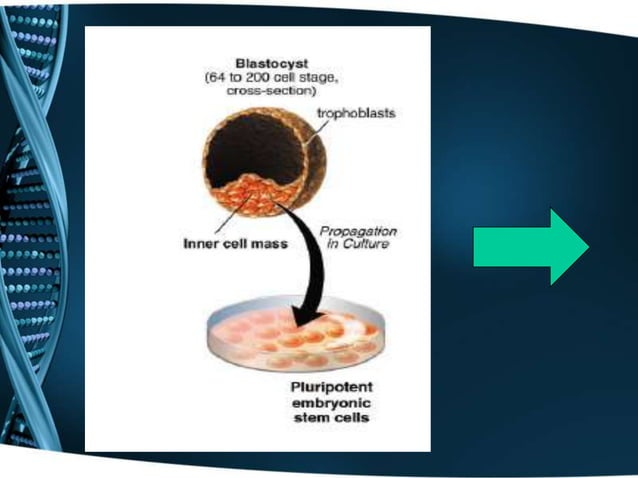 Blastocyst
(64 to 200 cell stage,
cross-section)
trophoblasts
Inner cell mass
Propagation
in Culture
Pluripotent
embryonic
stem cells